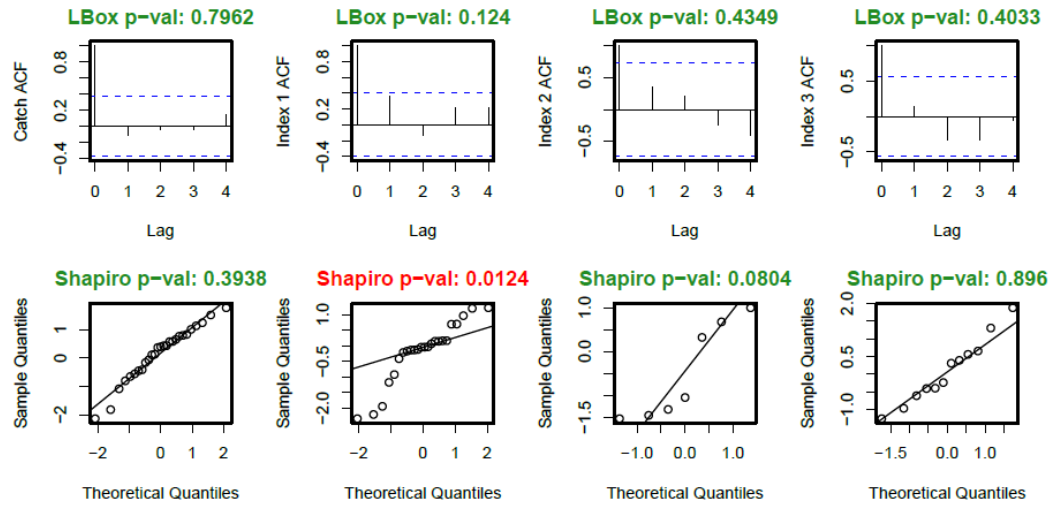 LBox p-val: 0.7962
LBox p-val: 0.124
LBox p-val: 0.4349
LBox p-val: 0.4033
Catch ACF
0.8
0.2
-0.4
0 1 2 3 4
Lag
Index 1 ACF
0.8
0.2
-0.4
0 1 2 3 4
Lag
Index 2 ACF
0.5
-0.5
0 1 2 3 4
Lag
Index 3 ACF
0.5
-0.5
0 1 2 3 4
Lag
Shapiro p-val: 0.3938
Shapiro p-val: 0.0124
Shapiro p-val: 0.0804
Shapiro p-val: 0.896
Sample Quantiles
1
0
-2
-2 0 1 2
Theoretical Quantiles
Sample Quantiles
1.0
-0.5
-2.0
-2 0 1 2
Theoretical Quantiles
Sample Quantiles
1.0
0.0
-1.5
-1.0 0.0 1.0
Theoretical Quantiles
Sample Quantiles
2.0
0.5
-1.0
-1.5 0.0 1.0
Theoretical Quantiles